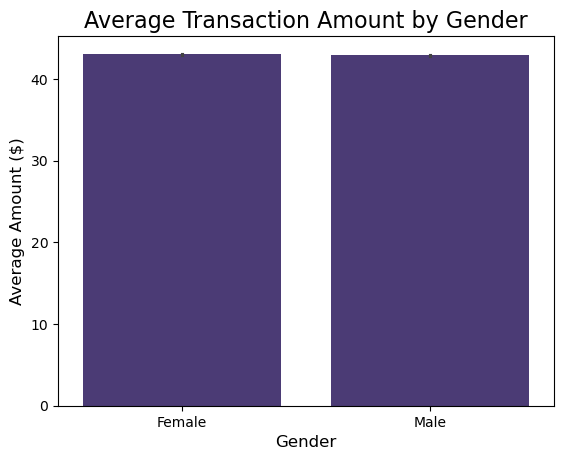 Average Transaction Amount by Gender
Average Amount ($)
40
30
20
10
0
Female
Male
Gender